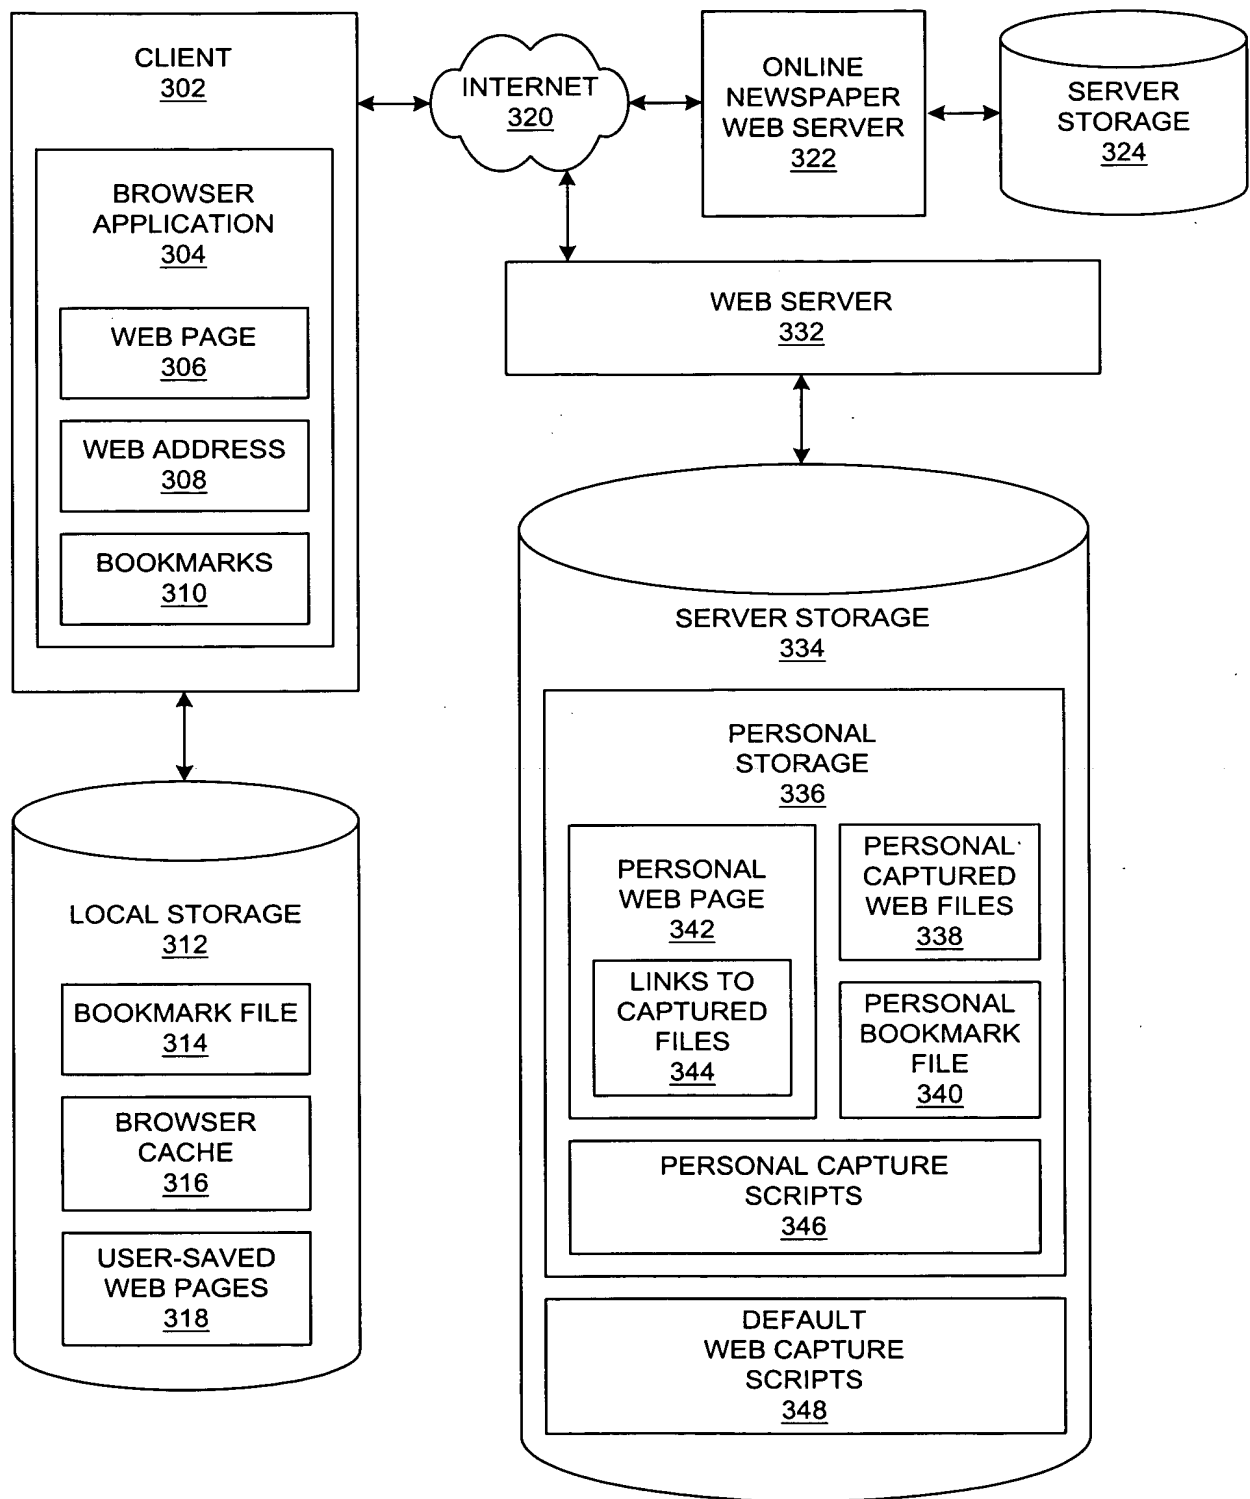 CLIENT
302
BROWSER
APPLICATION
304
WEB PAGE
306
WEB ADDRESS
308
BOOKMARKS
310
INTERNET
320
ONLINE
NEWSPAPER
WEB SERVER
322
SERVER
STORAGE
324
WEB SERVER
332
LOCAL STORAGE
312
BOOKMARK FILE
314
BROWSER
CACHE
316
USER-SAVED
WEB PAGES
318
SERVER STORAGE
334
PERSONAL
STORAGE
336
PERSONAL
WEB PAGE
342
LINKS TO
CAPTURED
FILES
344
PERSONAL
CAPTURED
WEB FILES
338
PERSONAL
BOOKMARK
FILE
340
PERSONAL CAPTURE
SCRIPTS
346
DEFAULT
WEB CAPTURE
SCRIPTS
348